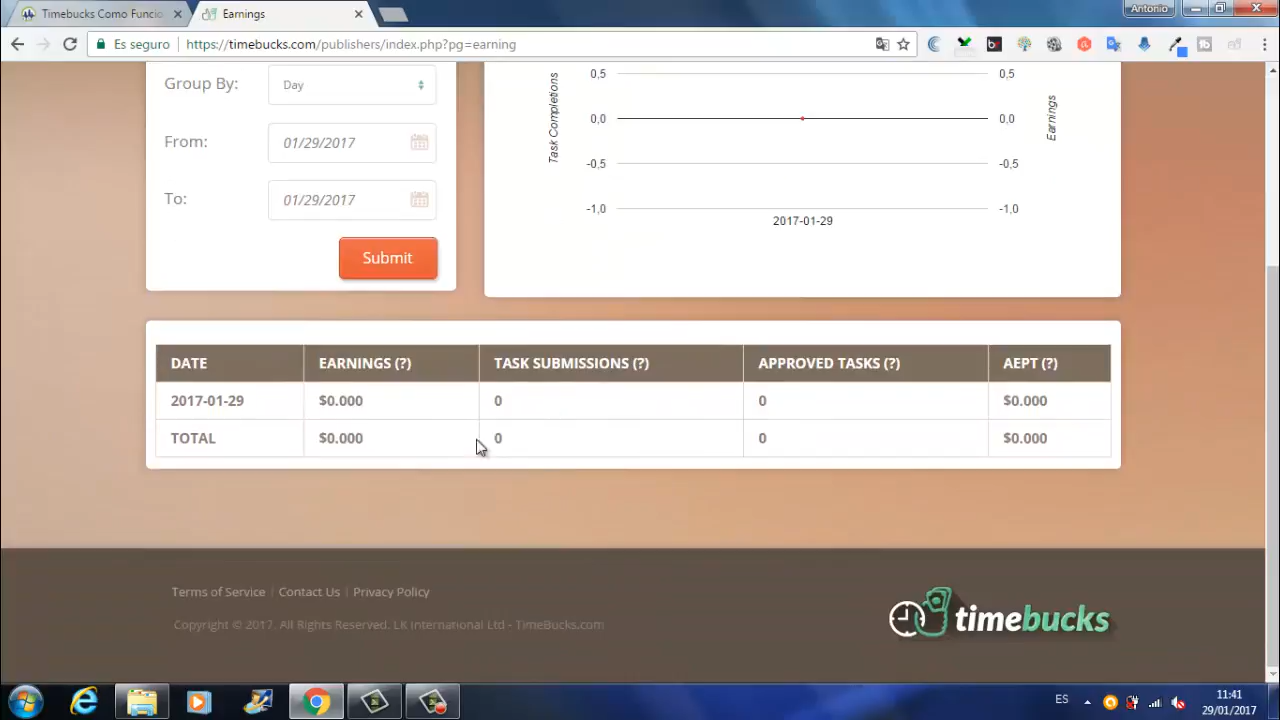 Timebucks Como Funcio
Earnings
Antonio
Es seguro
https://timebucks.com/publishers/index.php?pg=earning
Group By:
Day
From:
01/29/2017
To:
01/29/2017
Submit
Task Completions
0,5
0,0
-0,5
-1,0
2017-01-29
0,5
0,0
-0,5
-1,0
Earnings
DATE EARNINGS (?) TASK SUBMISSIONS (?) APPROVED TASKS (?) AEPT (?)
2017-01-29 $0.000 0 0 $0.000
TOTAL $0.000 0 0 $0.000
Terms of Service | Contact Us | Privacy Policy
Copyright © 2017. All Rights Reserved. LK International Ltd - TimeBucks.com
timebucks
ES
11:41
29/01/2017